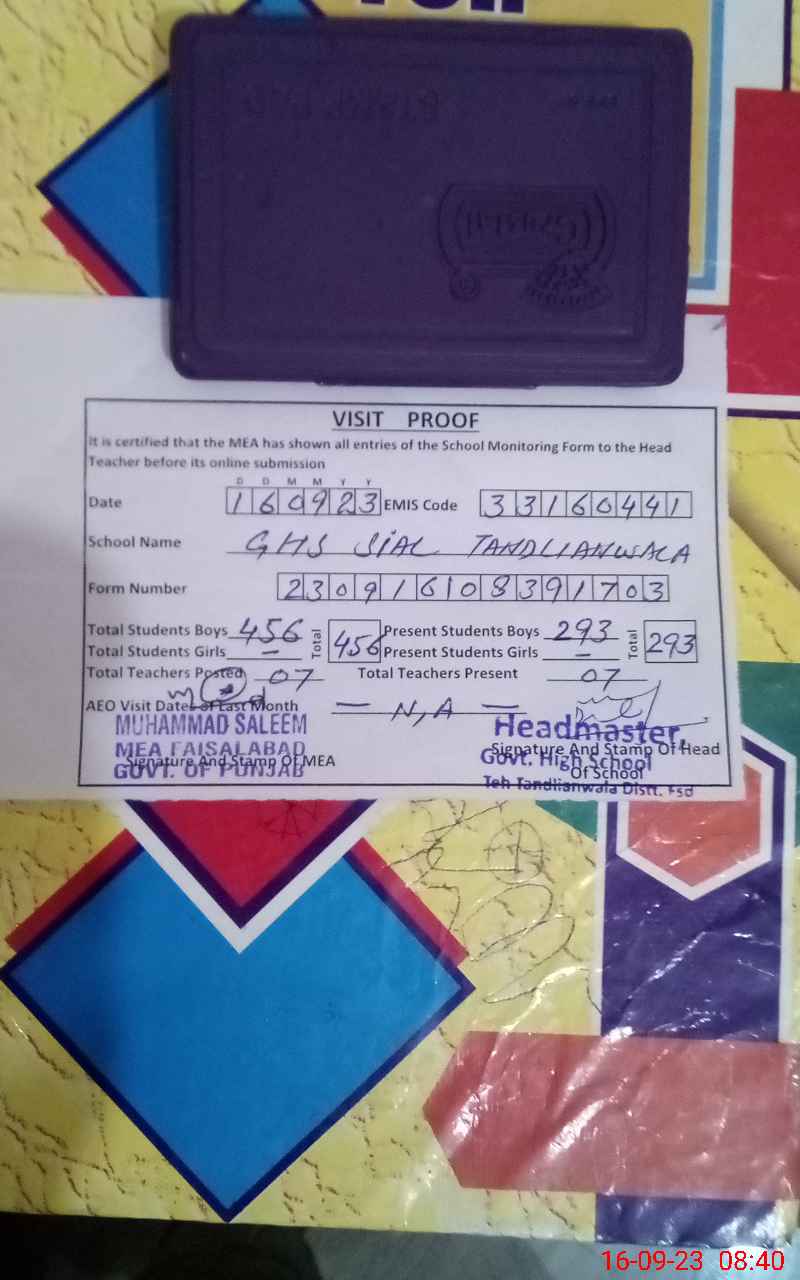 STAMP PAD
VISIT PROOF
It is certified that the MEA has shown all entries of the School Monitoring Form to the Head
Teacher before its online submission
D D M M Y Y
Date 160923 EMIS Code 33160441
School Name GHS SIAL TANDLIANWALA
Form Number 23091610839 1703
Total Students Boys 456 Total 456 Present Students Boys 293 Total 293
Total Students Girls – Present Students Girls –
Total Teachers Posted 07 Total Teachers Present 07
AEO Visit Date of Last Month — N,A —
MUHAMMAD SALEEM
MEA FAISALABAD
GOVT. OF PUNJAB
Signature And Stamp Of MEA
Headmaster,
Govt. High School
Teh Tandlianwala Distt. Fsd
Signature And Stamp Of Head
Of School
16-09-23 08:40